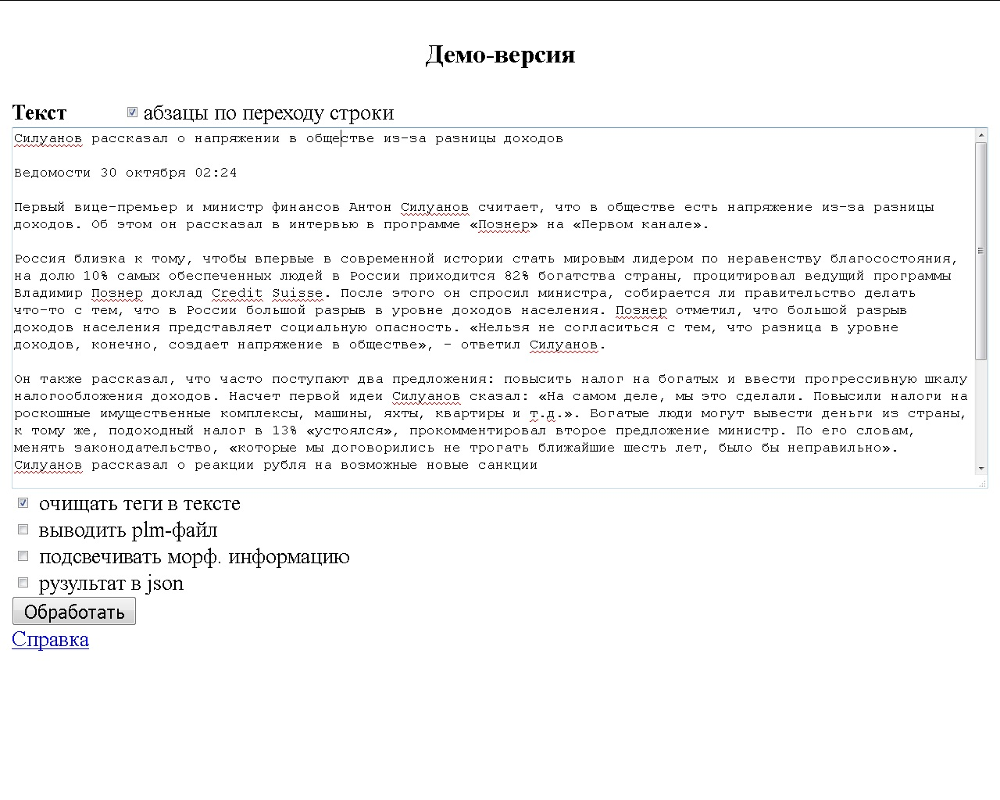 Демо-версия
Текст абзацы по переходу строки
Силуанов рассказал о напряжении в обществе из-за разницы доходов
Ведомости 30 октября 02:24
Первый вице-премьер и министр финансов Антон Силуанов считает, что в обществе есть напряжение из-за разницы
доходов. Об этом он рассказал в интервью в программе «Познер» на «Первом канале».
Россия близка к тому, чтобы впервые в современной истории стать мировым лидером по неравенству благосостояния,
на долю 10% самых обеспеченных людей в России приходится 82% богатства страны, процитировал ведущий программы
Владимир Познер доклад Credit Suisse. После этого он спросил министра, собирается ли правительство делать
что-то с тем, что в России большой разрыв в уровне доходов населения. Познер отметил, что большой разрыв
доходов населения представляет социальную опасность. «Нельзя не согласиться с тем, что разница в уровне
доходов, конечно, создает напряжение в обществе», – ответил Силуанов.
Он также рассказал, что часто поступают два предложения: повысить налог на богатых и ввести прогрессивную шкалу
налогообложения доходов. Насчет первой идеи Силуанов сказал: «На самом деле, мы это сделали. Повысили налоги на
роскошные имущественные комплексы, машины, яхты, квартиры и т.д.». Богатые люди могут вывести деньги из страны,
к тому же, подоходный налог в 13% «устоялся», прокомментировал второе предложение министр. По его словам,
менять законодательство, «которые мы договорились не трогать ближайшие шесть лет, было бы неправильно».
Силуанов рассказал о реакции рубля на возможные новые санкции
очищать теги в тексте
выводить plm-файл
подсвечивать морф. информацию
рузультат в json
Обработать
Справка